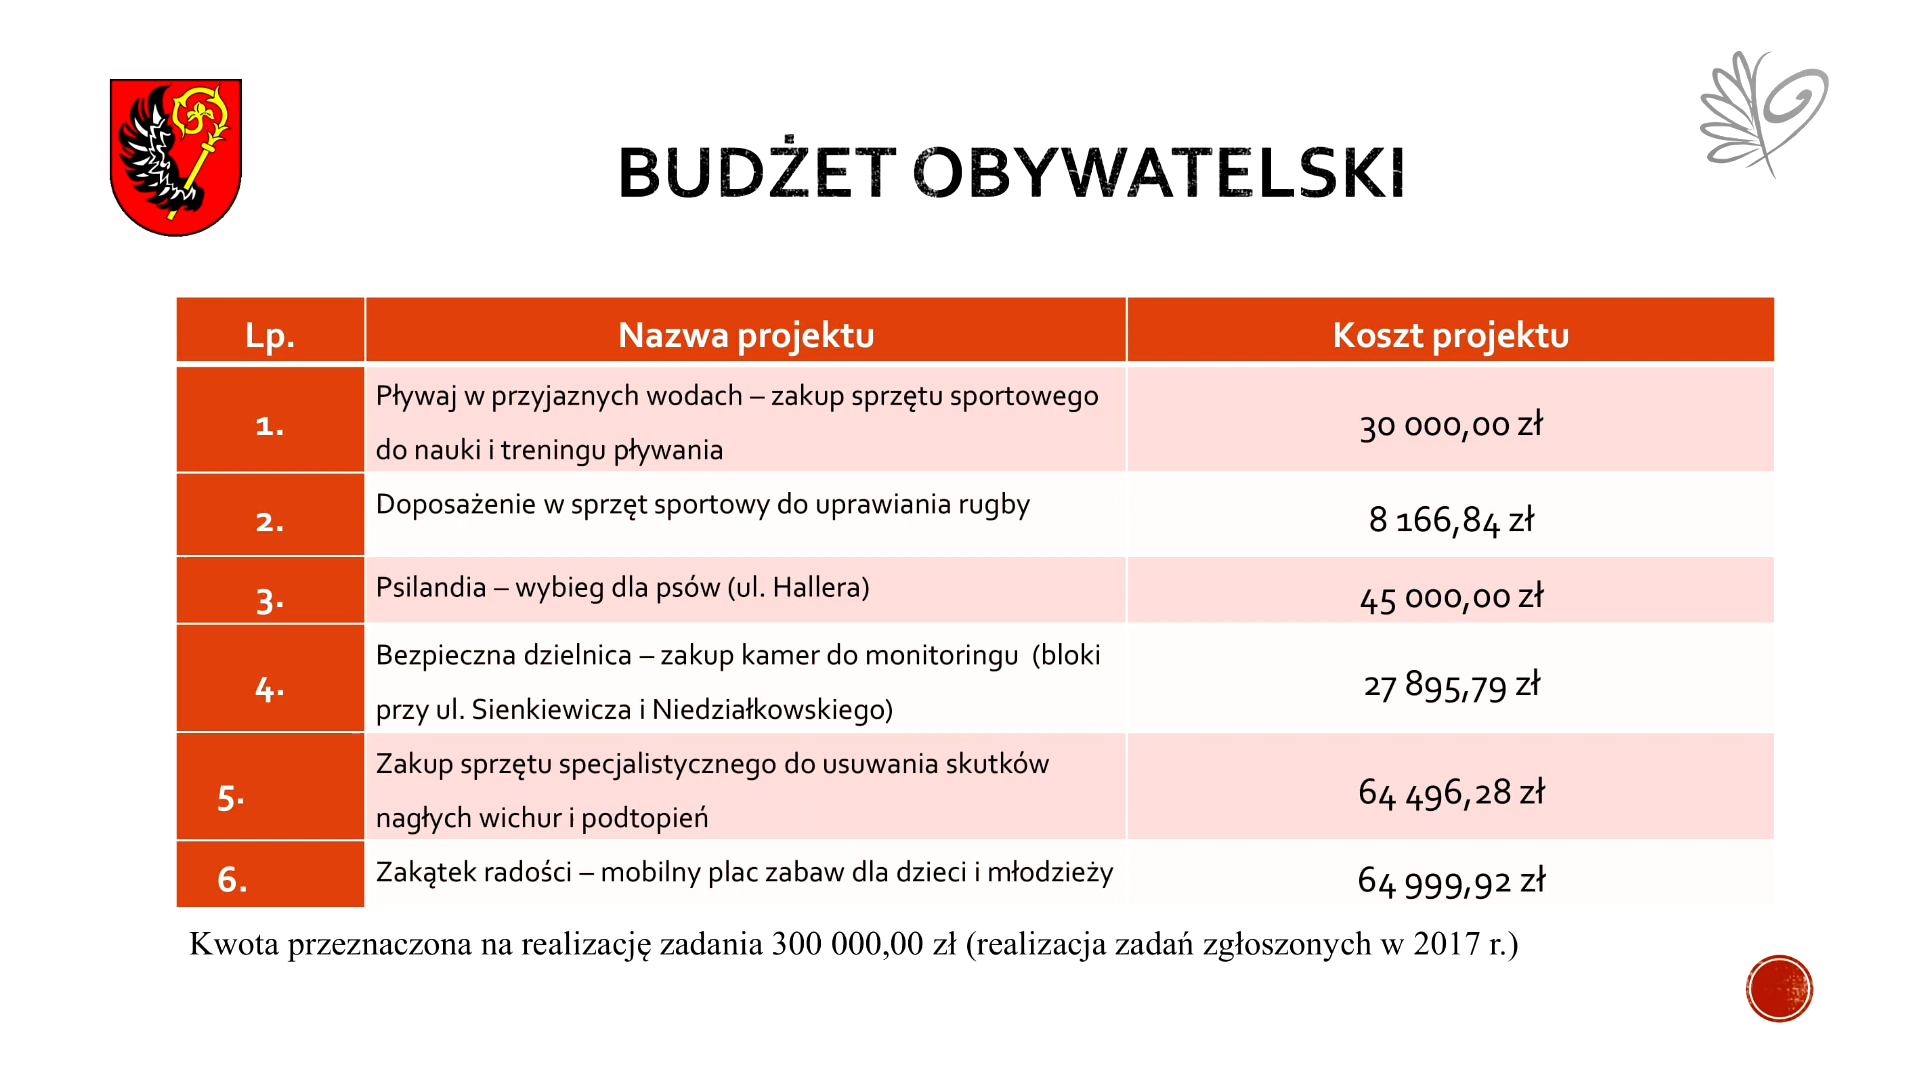 BUDŻET OBYWATELSKI
Lp. Nazwa projektu Koszt projektu
1. Pływaj w przyjaznych wodach – zakup sprzętu sportowego
do nauki i treningu pływania 30 000,00 zł
2. Doposażenie w sprzęt sportowy do uprawiania rugby 8 166,84 zł
3. Psilandia – wybieg dla psów (ul. Hallera) 45 000,00 zł
4. Bezpieczna dzielnica – zakup kamer do monitoringu (bloki
przy ul. Sienkiewicza i Niedziałkowskiego) 27 895,79 zł
5. Zakup sprzętu specjalistycznego do usuwania skutków
nagłych wichur i podtopień 64 496,28 zł
6. Zakątek radości – mobilny plac zabaw dla dzieci i młodzieży 64 999,92 zł
Kwota przeznaczona na realizację zadania 300 000,00 zł (realizacja zadań zgłoszonych w 2017 r.)